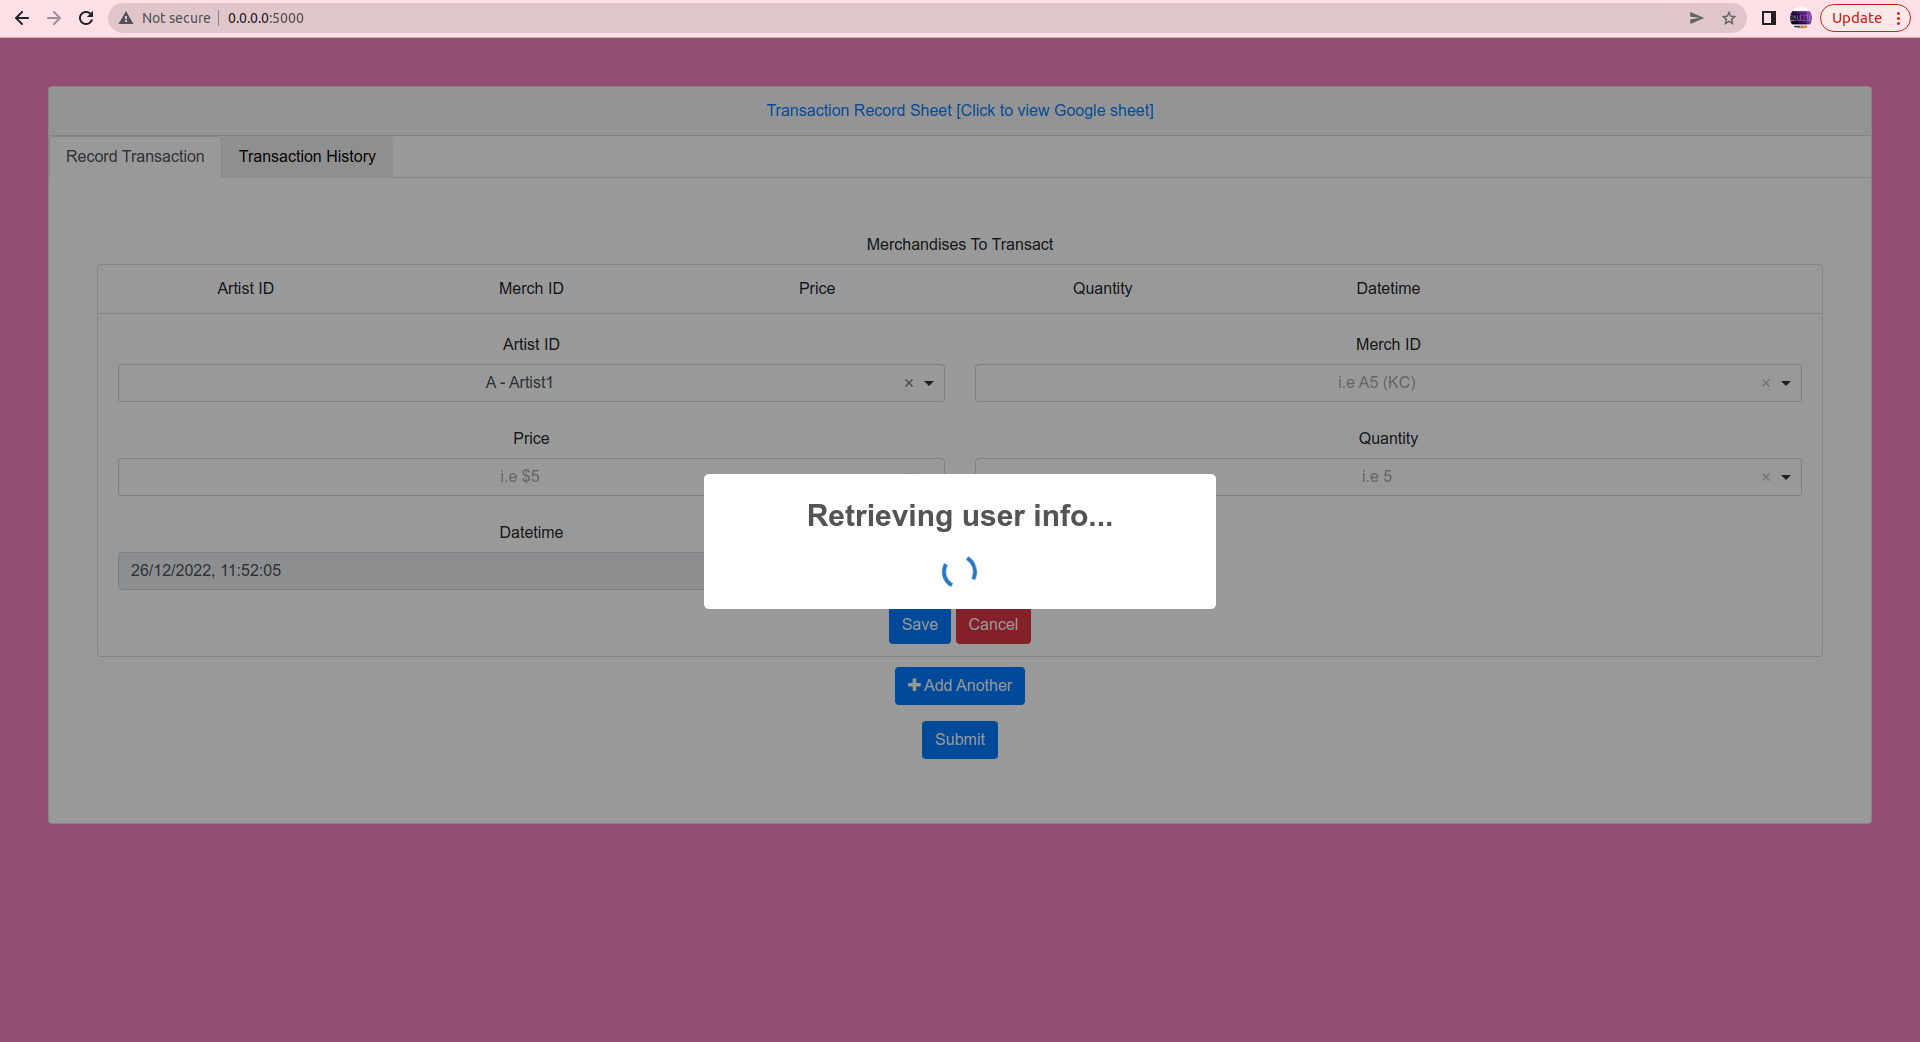 Not secure
0.0.0.0:5000
Update
Transaction Record Sheet [Click to view Google sheet]
Record Transaction
Transaction History
Merchandises To Transact
Artist ID
Merch ID
Price
Quantity
Datetime
Artist ID
Merch ID
A - Artist1
i.e A5 (KC)
Price
Quantity
i.e $5
i.e 5
Datetime
26/12/2022, 11:52:05
Retrieving user info...
Save
Cancel
Add Another
Submit